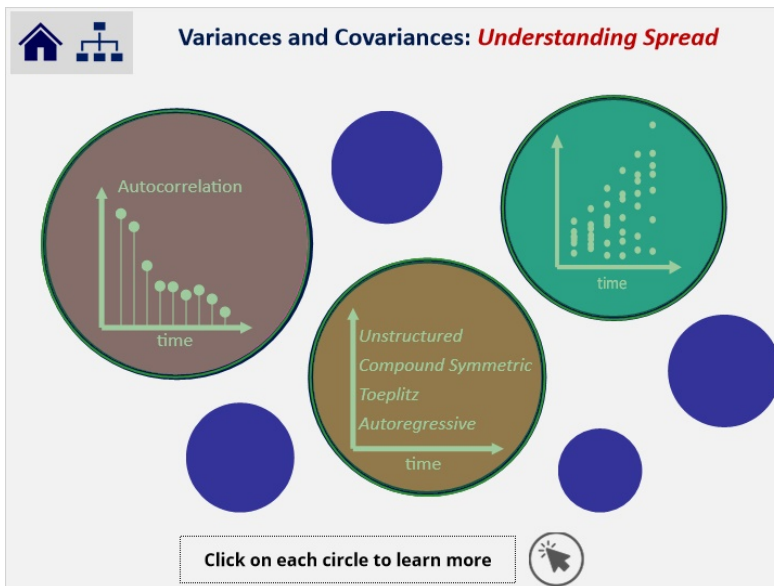 Variances and Covariances: Understanding Spread
Autocorrelation
time
time
Unstructured
Compound Symmetric
Toeplitz
Autoregressive
time
Click on each circle to learn more